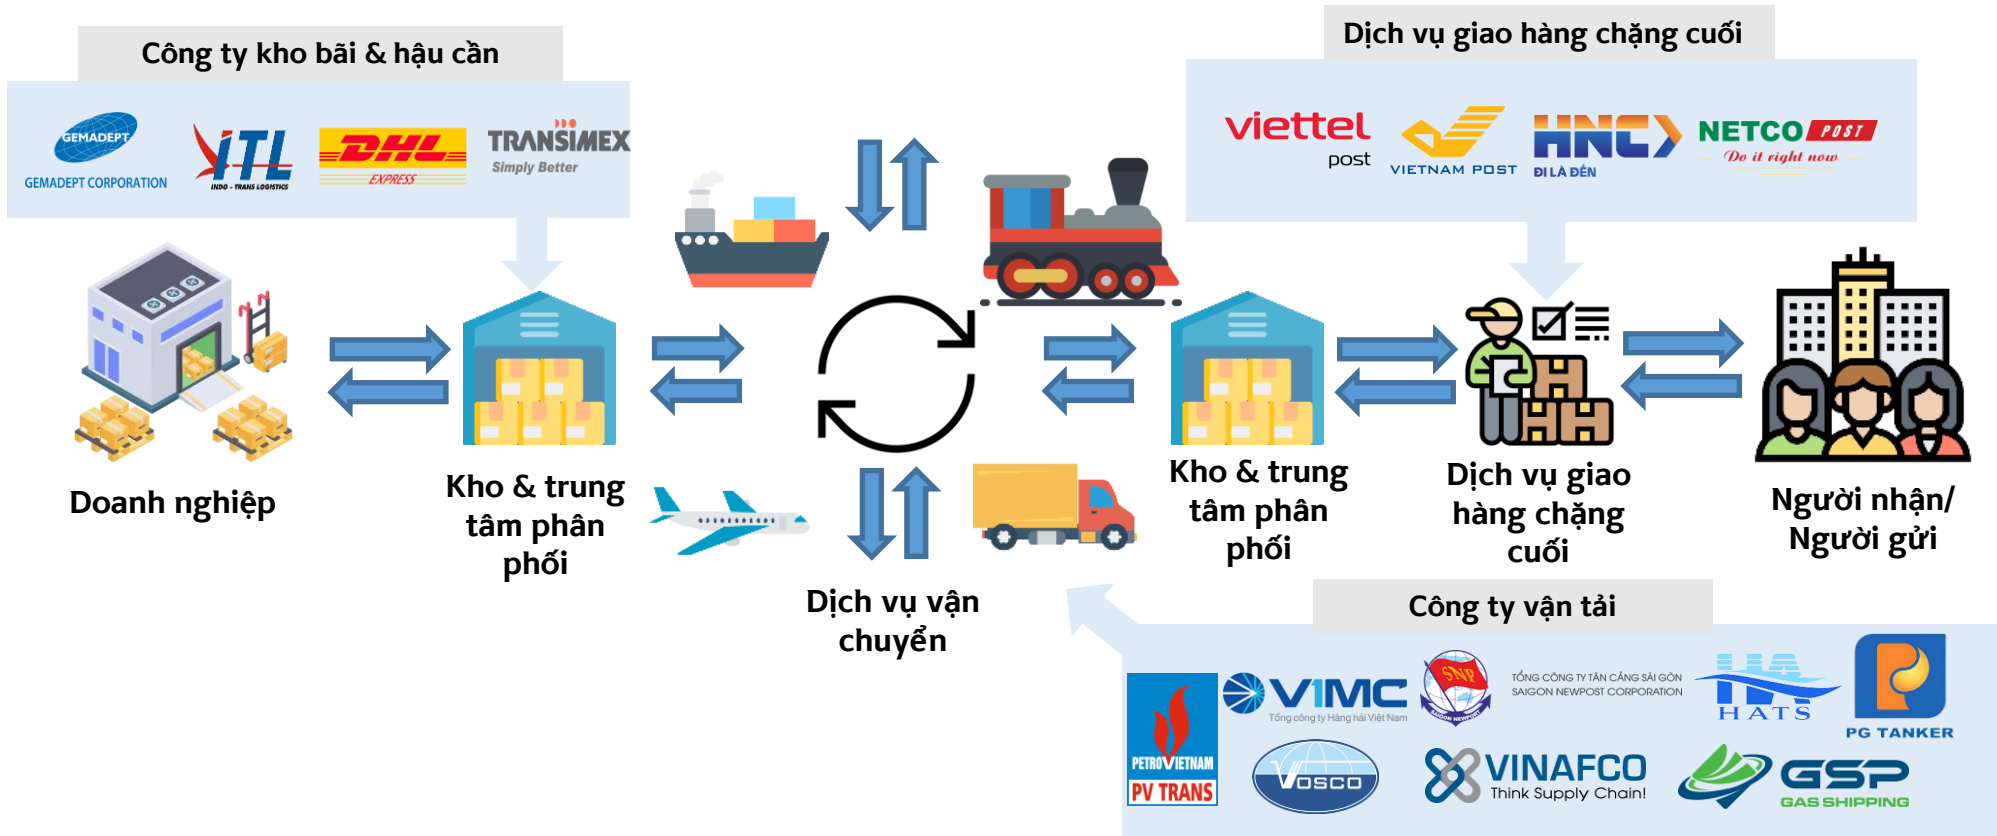 Công ty kho bãi & hậu cần
GEMADEPT
GEMADEPT CORPORATION
ITL
INDO - TRANS LOGISTICS
DHL
EXPRESS
TRANSIMEX
Simply Better
Dịch vụ giao hàng chặng cuối
viettel
post
VIETNAM POST
HNC
ĐI LÀ ĐẾN
NETCO POST
Do it right now
Doanh nghiệp
Kho & trung
tâm phân
phối
Dịch vụ vận
chuyển
Kho & trung
tâm phân
phối
Dịch vụ giao
hàng chặng
cuối
Người nhận/
Người gửi
Công ty vận tải
PETROVIETNAM
PV TRANS
V1MC
Tổng công ty Hàng hải Việt Nam
SNP
SAIGON NEWPORT
TỔNG CÔNG TY TÂN CẢNG SÀI GÒN
SAIGON NEWPOST CORPORATION
HA
HATS
PG TANKER
VOSCO
VINAFCO
Think Supply Chain!
GSP
GAS SHIPPING